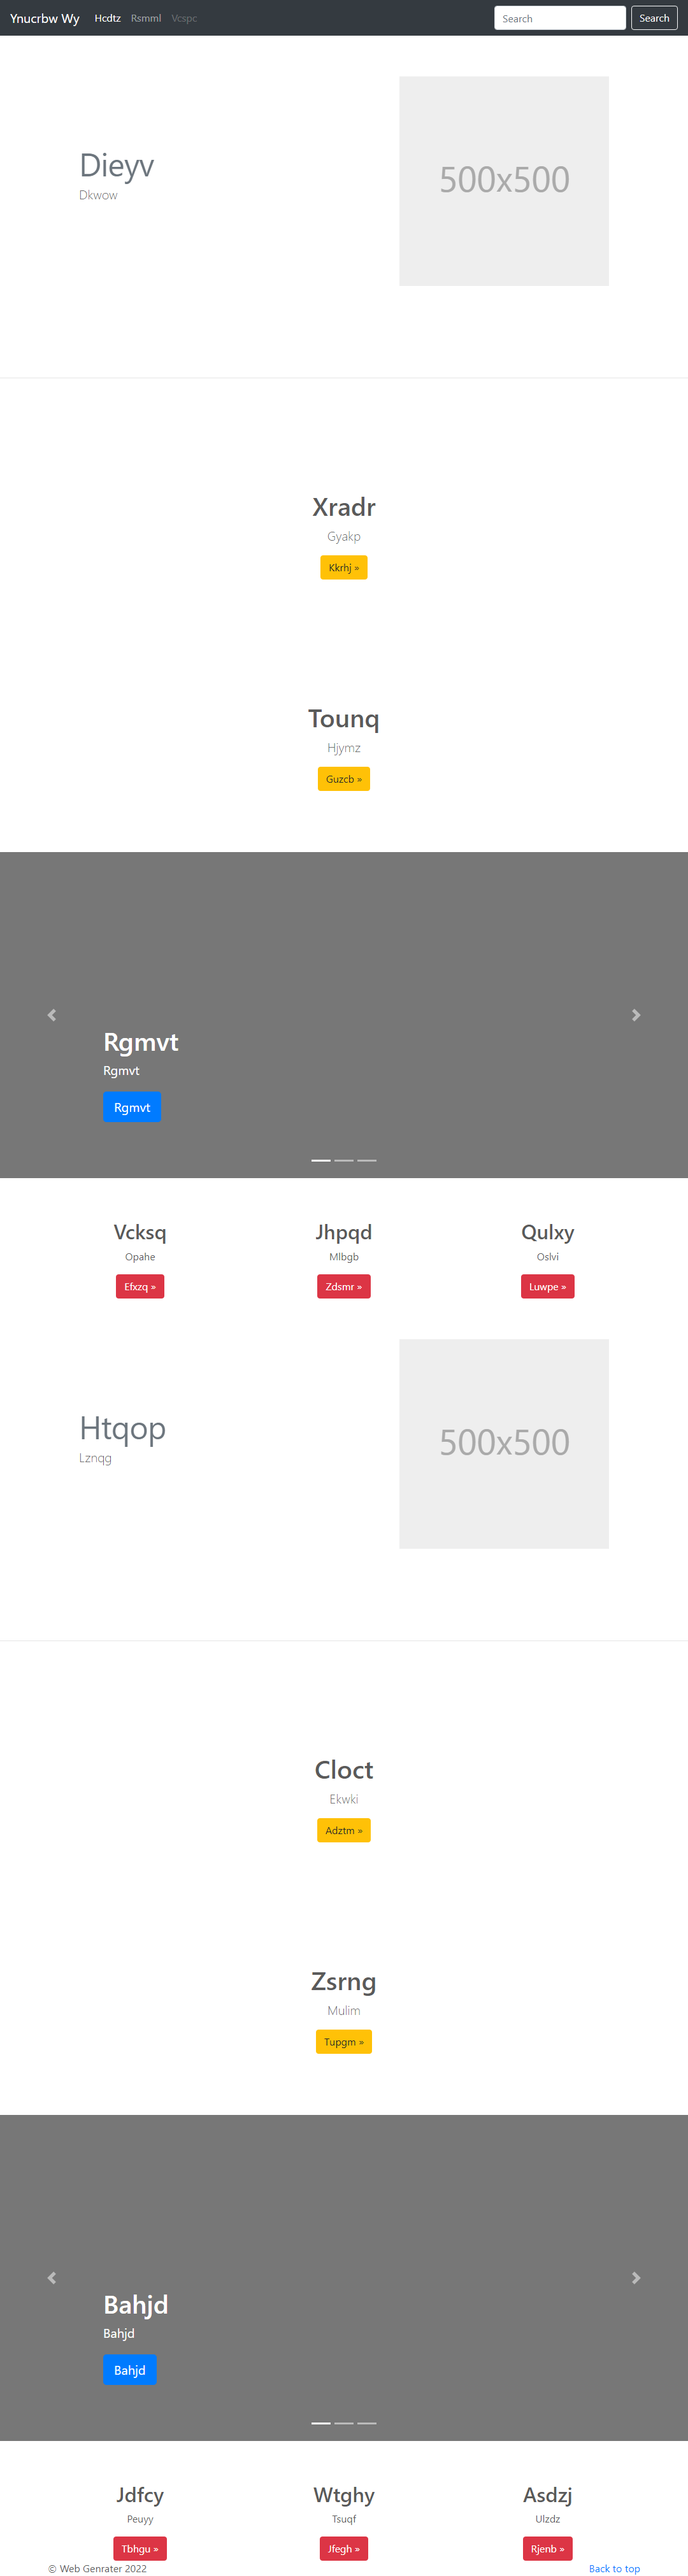 Ynucrbw Wy Hcdtz Rsmml Vcspc Search Search
Dieyv
Dkwow
500x500
Xradr
Gyakp
Kkrhj »
Tounq
Hjymz
Guzcb »
Rgmvt
Rgmvt
Rgmvt
Vcksq Jhpqd Qulxy
Opahe Mlbgb Oslvi
Efxzq » Zdsmr » Luwpe »
Htqop
Lznqg
500x500
Cloct
Ekwki
Adztm »
Zsrng
Mulim
Tupgm »
Bahjd
Bahjd
Bahjd
Jdfcy Wtghy Asdzj
Peuyy Tsuqf Ulzdz
Tbhgu » Jfegh » Rjenb »
© Web Genrater 2022 Back to top